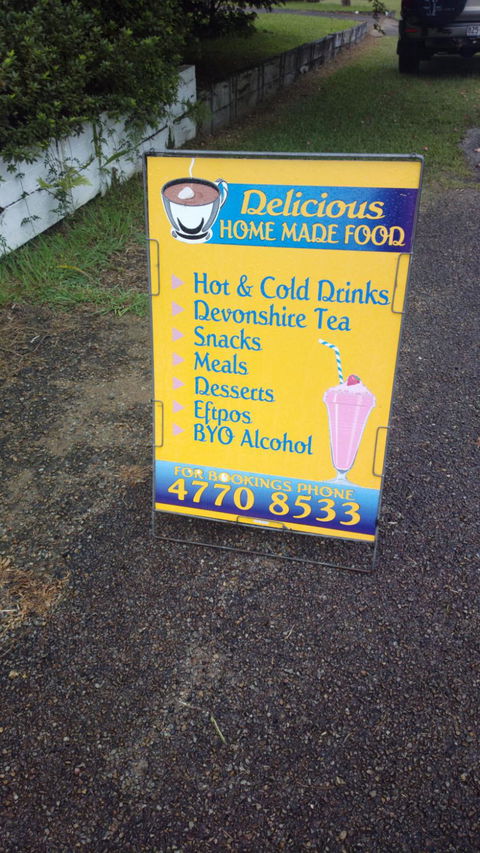 Delicious
HOME MADE FOOD
Hot & Cold Drinks
Devonshire Tea
Snacks
Meals
Desserts
Eftpos
BYO Alcohol
FOR BOOKINGS PHONE
4770 8533